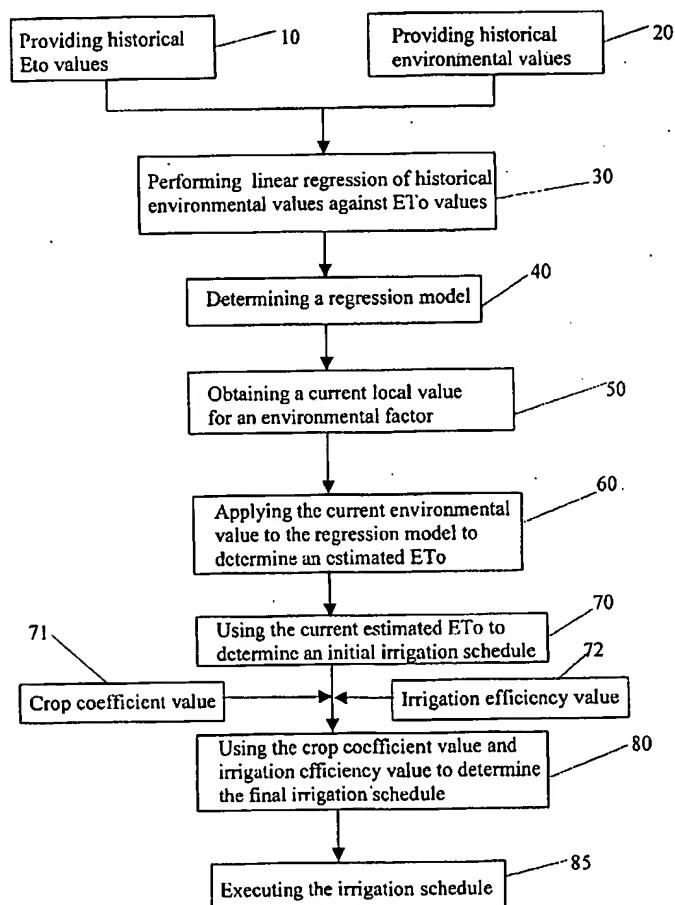 Providing historical
Eto values
10
Providing historical
environmental values
20
Performing linear regression of historical
environmental values against ETo values
30
Determining a regression model
40
Obtaining a current local value
for an environmental factor
50
Applying the current environmental
value to the regression model to
determine an estimated ETo
60
Using the current estimated ETo to
determine an initial irrigation schedule
70
71
Crop coefficient value
72
Irrigation efficiency value
Using the crop coefficient value and
irrigation efficiency value to determine
the final irrigation schedule
80
Executing the irrigation schedule
85